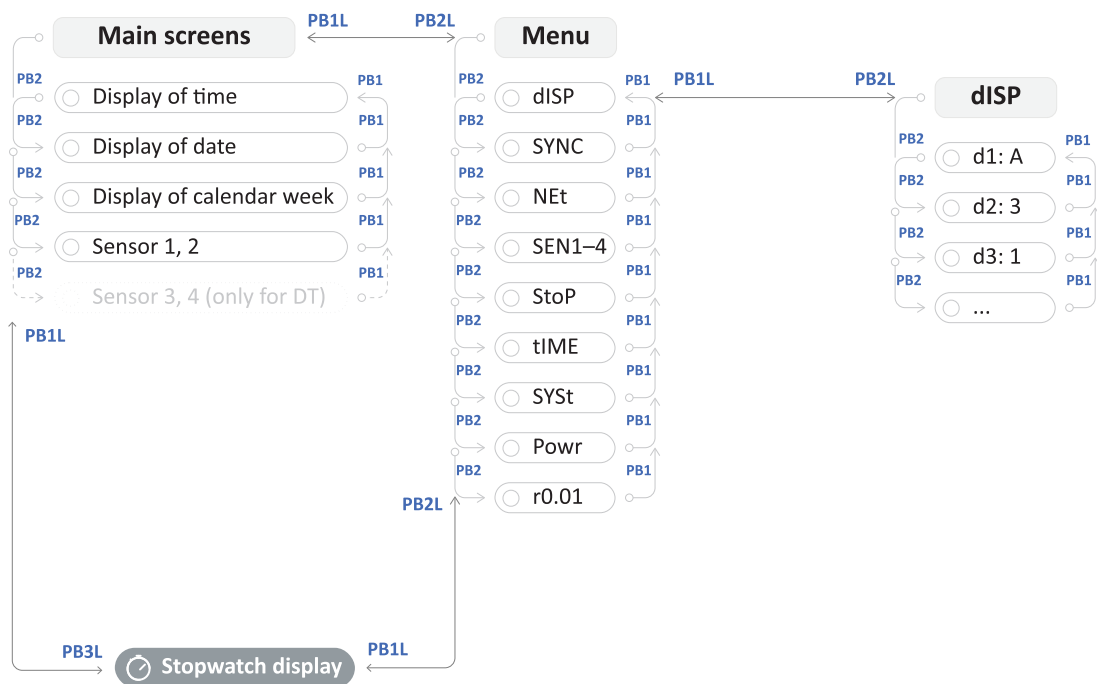 Main screens
PB1L
PB2L
Menu
PB2
Display of time
PB1
PB2
Display of date
PB1
PB2
Display of calendar week
PB1
PB2
Sensor 1, 2
PB1
PB2
Sensor 3, 4 (only for DT)
PB1L
PB2
dISP
PB1
PB2
SYNC
PB1
PB2
NEt
PB1
PB2
SEN1–4
PB1
PB2
StoP
PB1
PB2
tIME
PB1
PB2
SYSt
PB1
PB2
Powr
PB1
PB2
r0.01
PB2L
PB1L
PB2L
dISP
PB2
d1: A
PB1
PB2
d2: 3
PB1
PB2
d3: 1
PB1
PB2
...
PB3L
Stopwatch display
PB1L